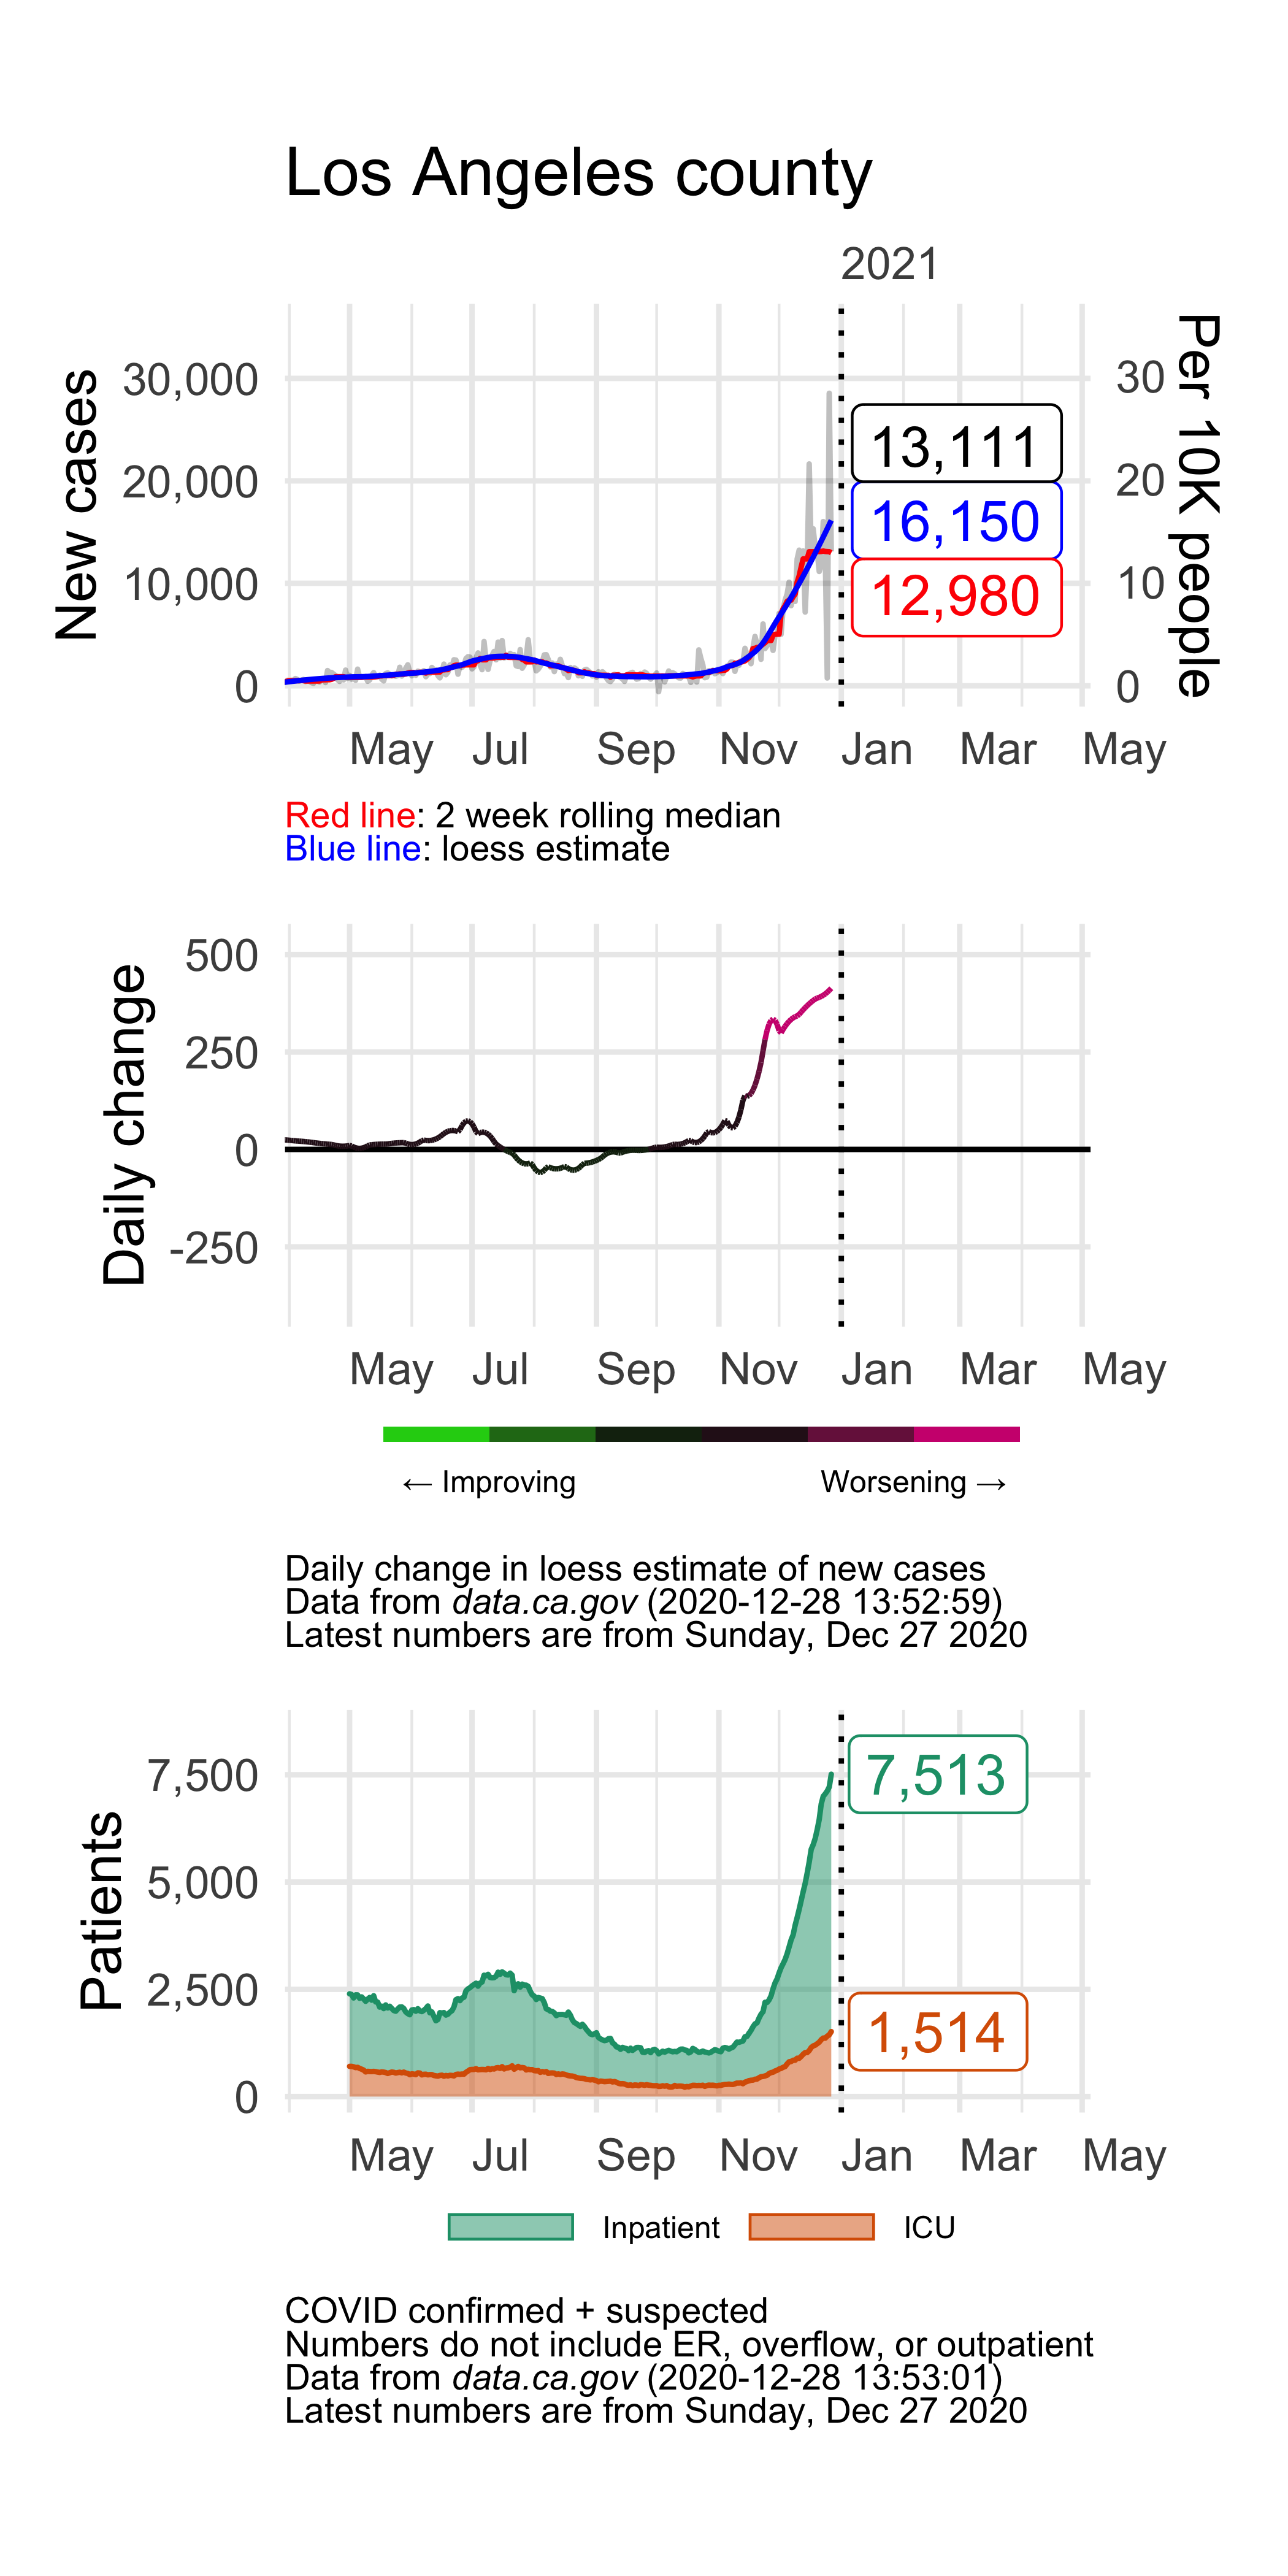 Los Angeles county
2021
New cases
30,000
20,000
10,000
0
30
20
10
0
Per 10K people
13,111
16,150
12,980
May Jul Sep Nov Jan Mar May
Red line: 2 week rolling median
Blue line: loess estimate
Daily change
500
250
0
-250
May Jul Sep Nov Jan Mar May
← Improving Worsening →
Daily change in loess estimate of new cases
Data from data.ca.gov (2020-12-28 13:52:59)
Latest numbers are from Sunday, Dec 27 2020
Patients
7,500
5,000
2,500
0
7,513
1,514
May Jul Sep Nov Jan Mar May
Inpatient ICU
COVID confirmed + suspected
Numbers do not include ER, overflow, or outpatient
Data from data.ca.gov (2020-12-28 13:53:01)
Latest numbers are from Sunday, Dec 27 2020